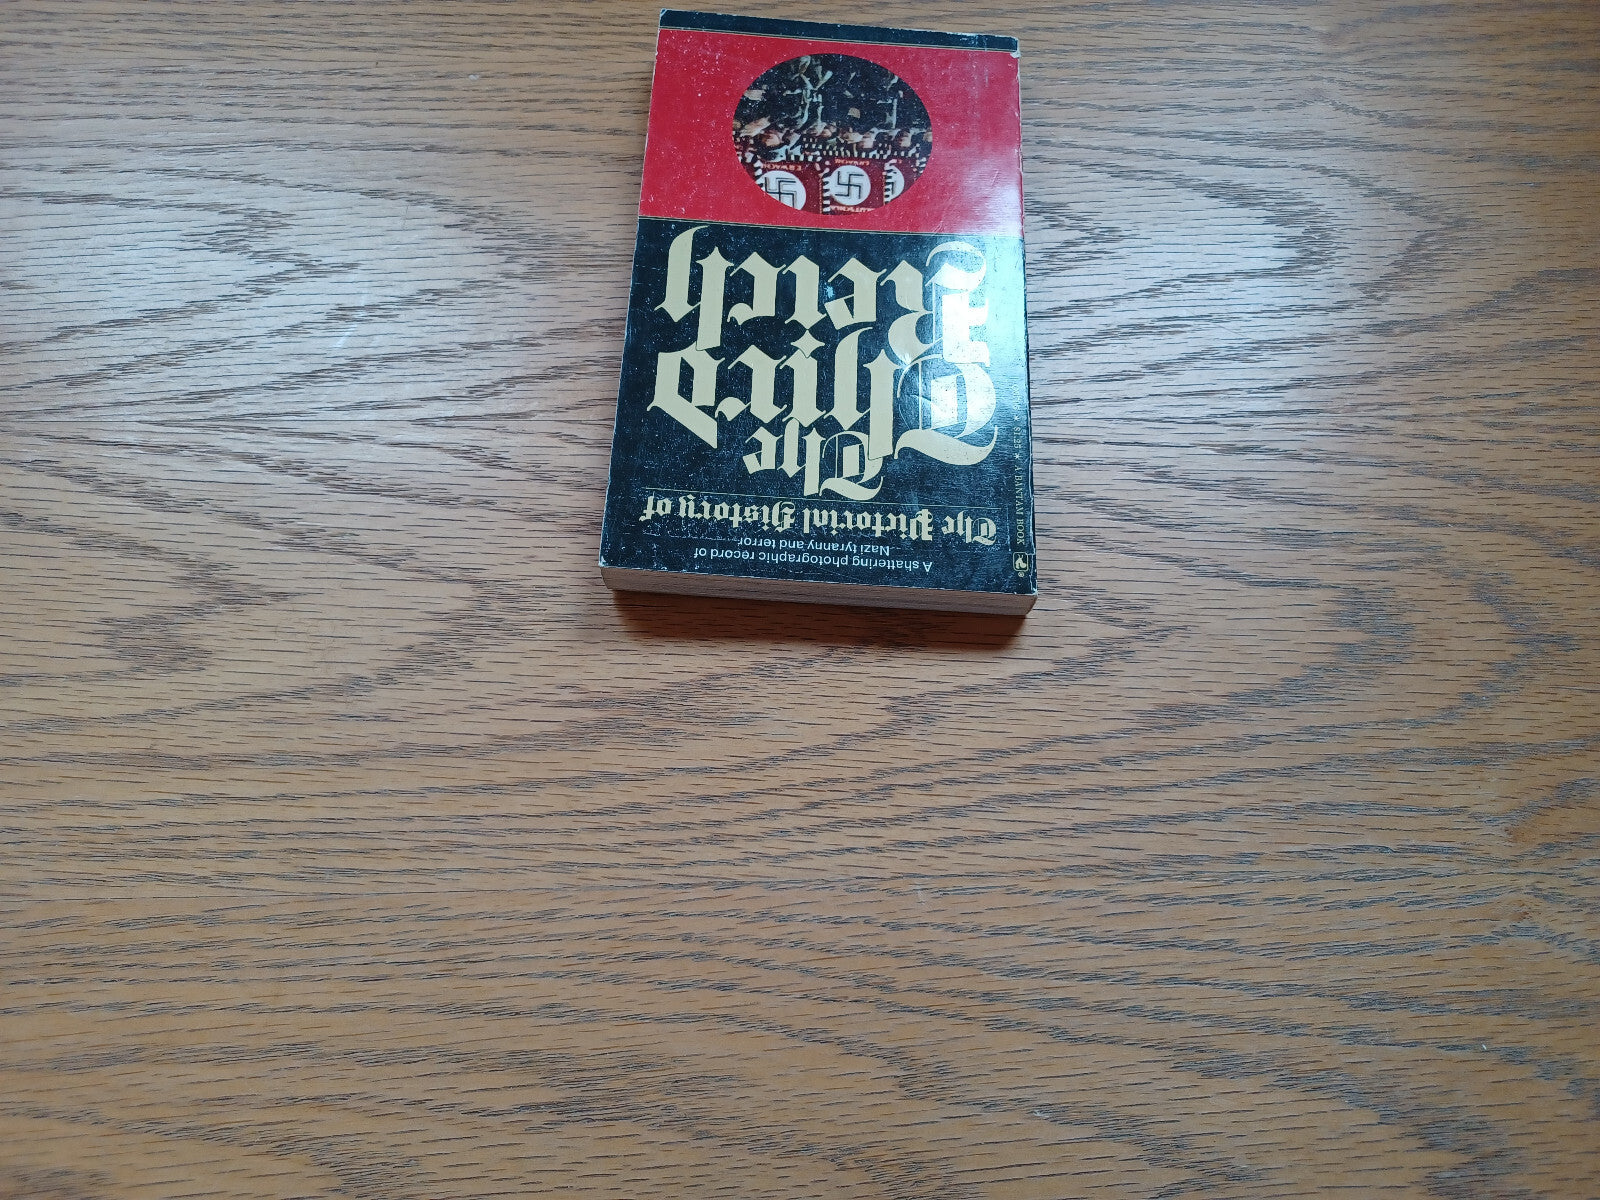 A shattering photographic record of
Nazi tyranny and terror
The Pictorial History of
The
Third
Reich
A BANTAM BOOK
®